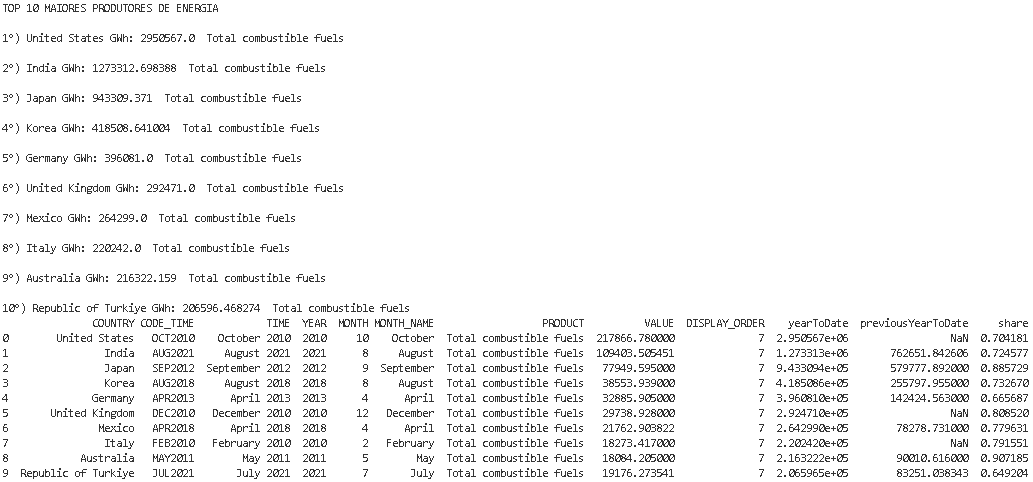 TOP 10 MAIORES PRODUTORES DE ENERGIA
1°) United States GWh: 2950567.0  Total combustible fuels
2°) India GWh: 1273312.698388  Total combustible fuels
3°) Japan GWh: 943309.371  Total combustible fuels
4°) Korea GWh: 418508.641004  Total combustible fuels
5°) Germany GWh: 396081.0  Total combustible fuels
6°) United Kingdom GWh: 292471.0  Total combustible fuels
7°) Mexico GWh: 264299.0  Total combustible fuels
8°) Italy GWh: 220242.0  Total combustible fuels
9°) Australia GWh: 216322.159  Total combustible fuels
10°) Republic of Turkiye GWh: 206596.468274  Total combustible fuels
COUNTRY CODE_TIME TIME YEAR MONTH MONTH_NAME PRODUCT VALUE DISPLAY_ORDER yearToDate previousYearToDate share
0 United States OCT2010 October 2010 2010 10 October Total combustible fuels 217866.780000 7 2.950567e+06 NaN 0.704181
1 India AUG2021 August 2021 2021 8 August Total combustible fuels 109403.505451 7 1.273313e+06 762651.842606 0.724577
2 Japan SEP2012 September 2012 2012 9 September Total combustible fuels 77949.595000 7 9.433094e+05 579777.892000 0.885729
3 Korea AUG2018 August 2018 2018 8 August Total combustible fuels 38553.939000 7 4.185086e+05 255797.955000 0.732670
4 Germany APR2013 April 2013 2013 4 April Total combustible fuels 32885.905000 7 3.960810e+05 142424.563000 0.665687
5 United Kingdom DEC2010 December 2010 2010 12 December Total combustible fuels 29738.928000 7 2.924710e+05 NaN 0.808520
6 Mexico APR2018 April 2018 2018 4 April Total combustible fuels 21762.903822 7 2.642990e+05 78278.731000 0.779631
7 Italy FEB2010 February 2010 2010 2 February Total combustible fuels 18273.417000 7 2.202420e+05 NaN 0.791551
8 Australia MAY2011 May 2011 2011 5 May Total combustible fuels 18084.205000 7 2.163222e+05 90010.616000 0.907185
9 Republic of Turkiye JUL2021 July 2021 2021 7 July Total combustible fuels 19176.273541 7 2.065965e+05 83251.038343 0.649204